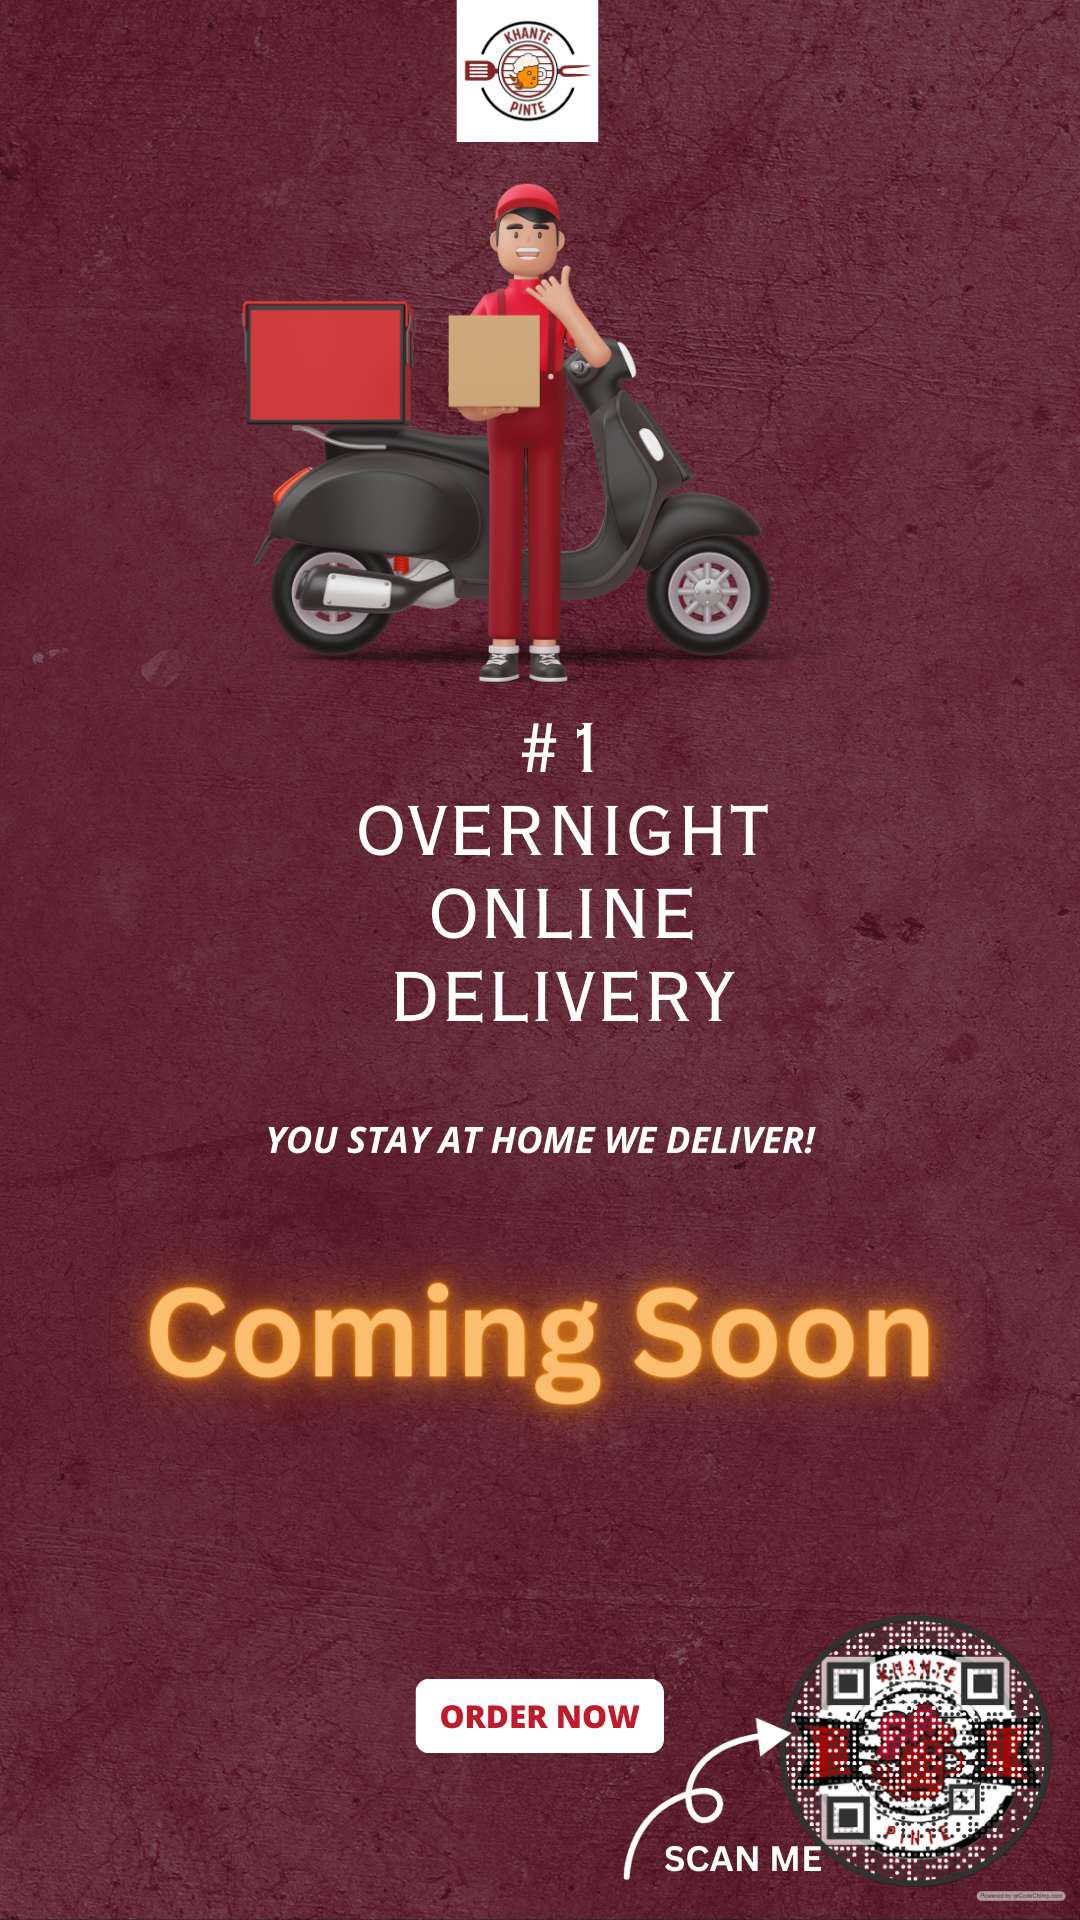 KHANTE
PINTE
# 1
OVERNIGHT
ONLINE
DELIVERY
YOU STAY AT HOME WE DELIVER!
Coming Soon
ORDER NOW
SCAN ME
KHANTE
PINTE
Powered by qrCodeChimp.com